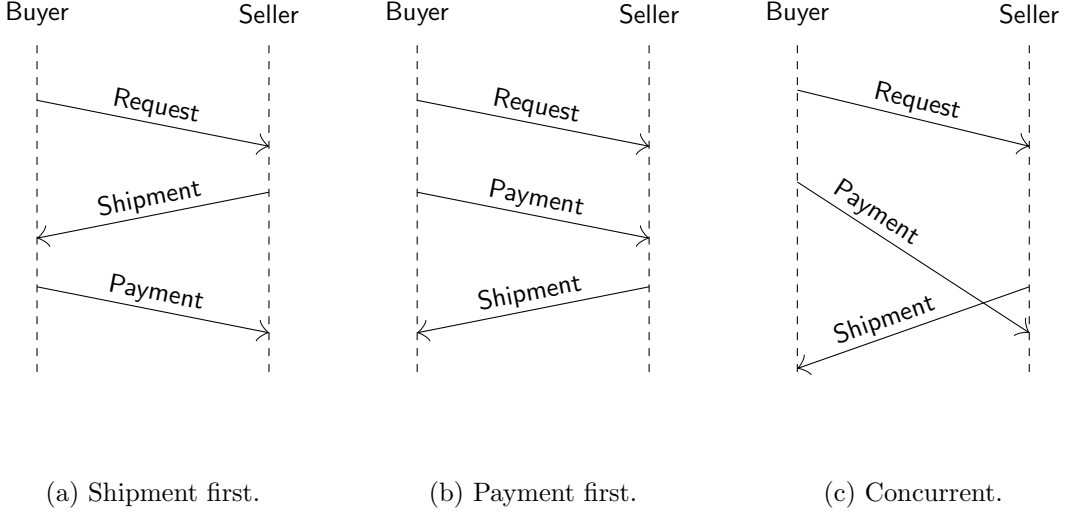 Buyer Seller
Request
Shipment
Payment
(a) Shipment first.
Buyer Seller
Request
Payment
Shipment
(b) Payment first.
Buyer Seller
Request
Payment
Shipment
(c) Concurrent.